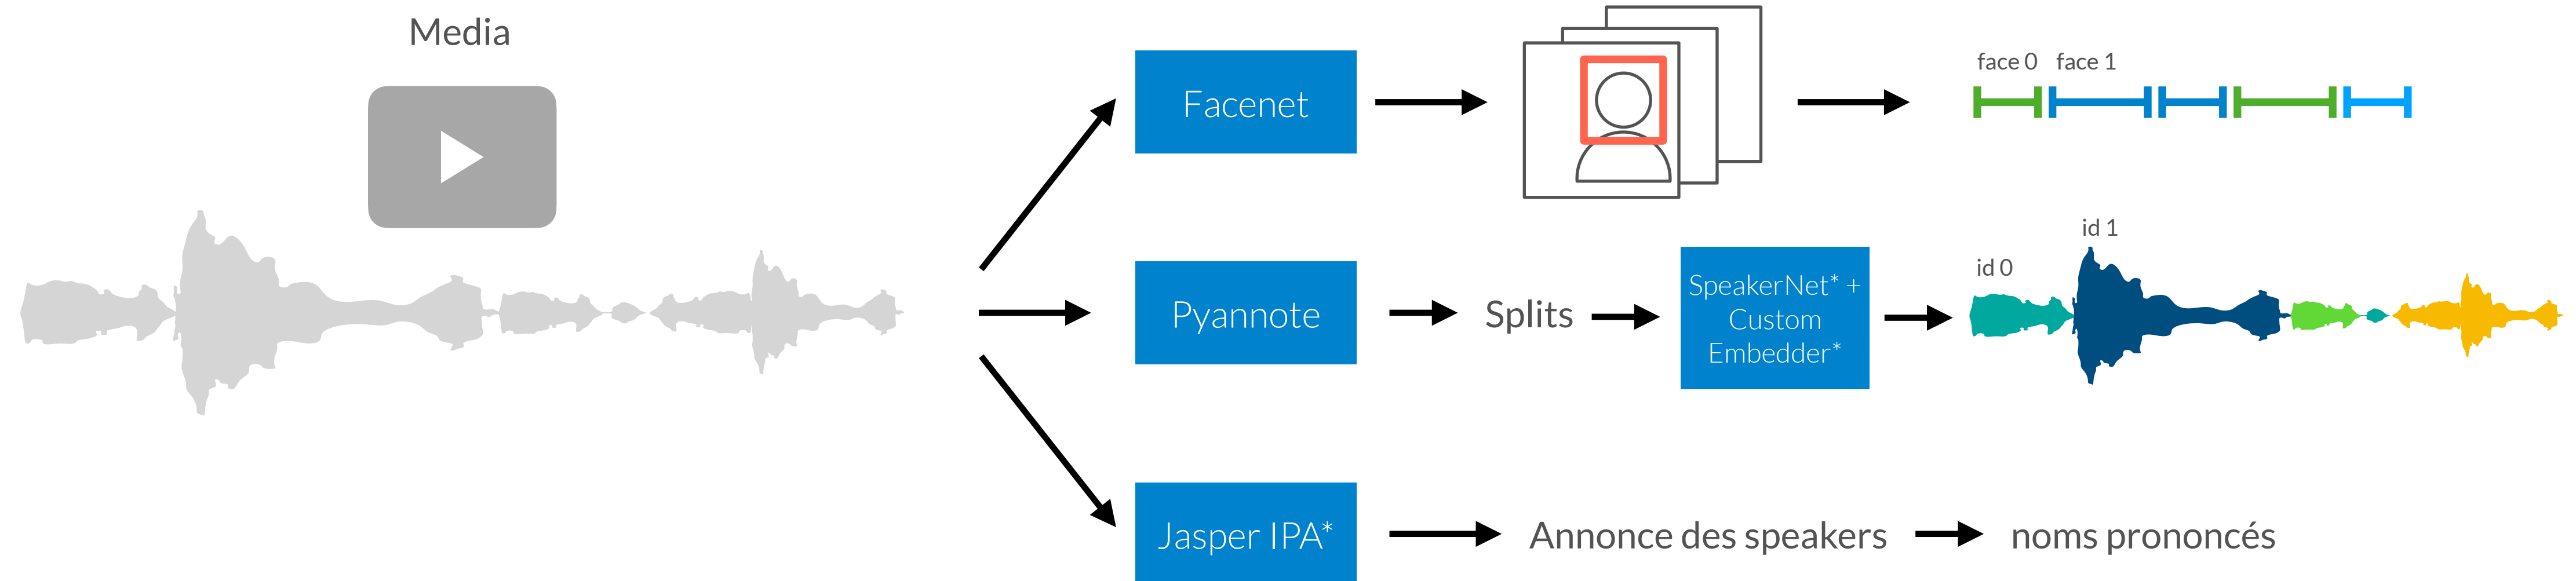 Media
Facenet
face 0
face 1
Pyannote
Splits
SpeakerNet* +
Custom
Embedder*
id 0
id 1
Jasper IPA*
Annonce des speakers
noms prononcés